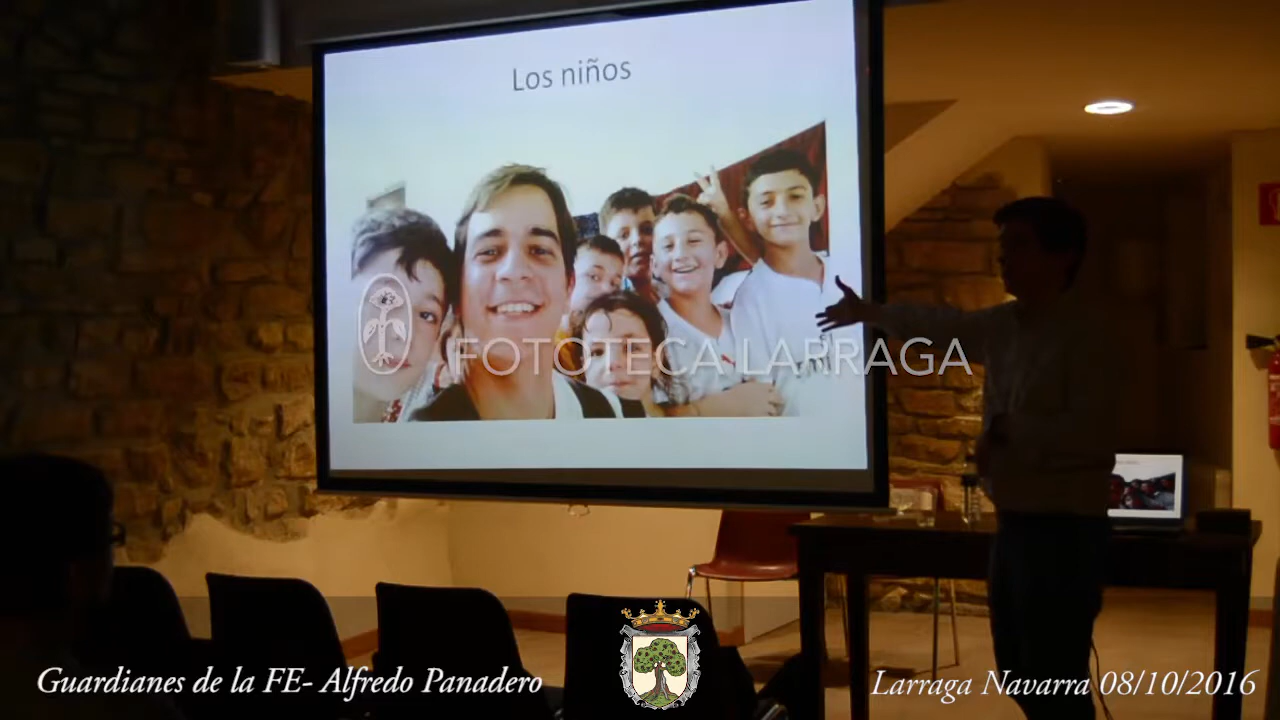 Los niños
FOTOTECA LARRAGA
Guardianes de la FE- Alfredo Panadero
Larraga Navarra 08/10/2016